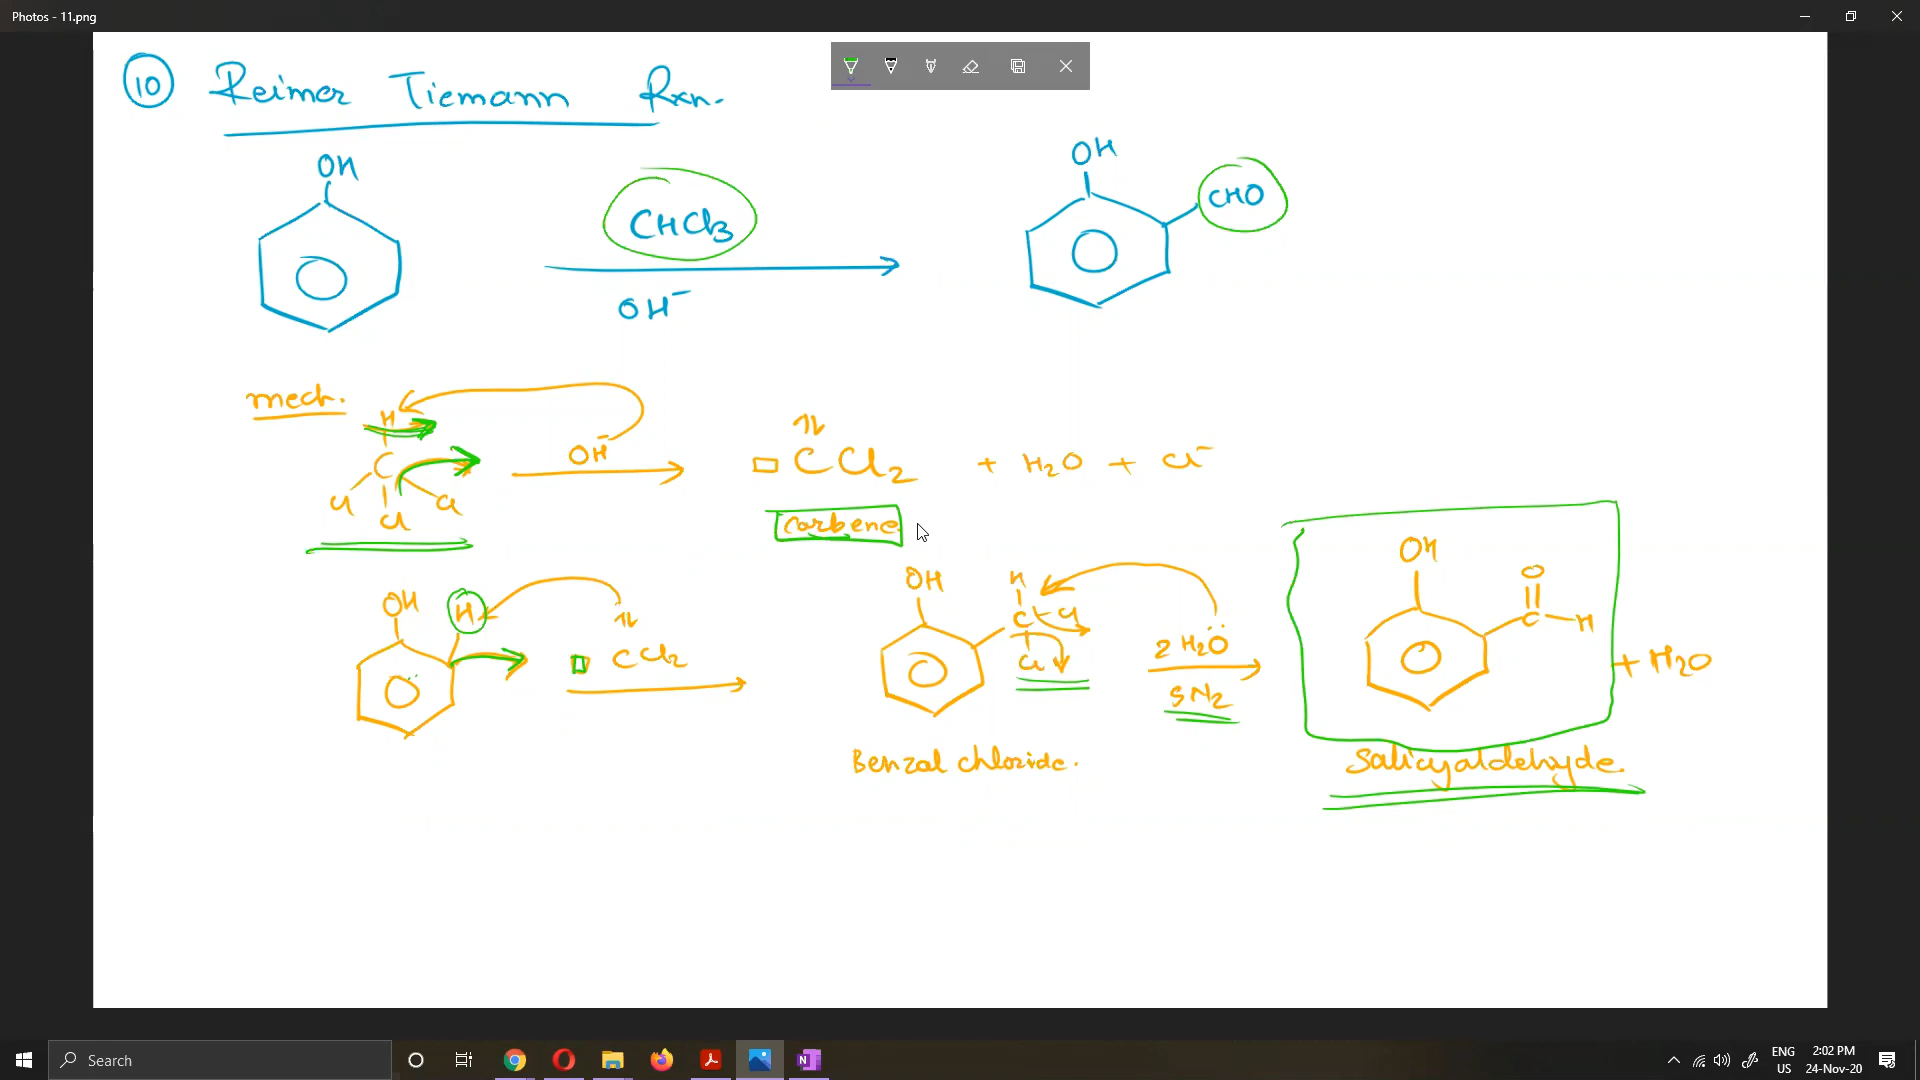 Photos - 11.png
10 Reimer Tiemann Rxn.
OH
CHCl3
OH⁻
OH
CHO
mech.
H
C
Cl Cl Cl
OH⁻
CCl2 + H2O + Cl⁻
Carbene
OH H
CCl2
OH H
C Cl
Cl
2H2O
SN2
OH O
C H
+ H2O
Benzal chloride.
Salicyaldehyde.
Search
ENG
US
2:02 PM
24-Nov-20